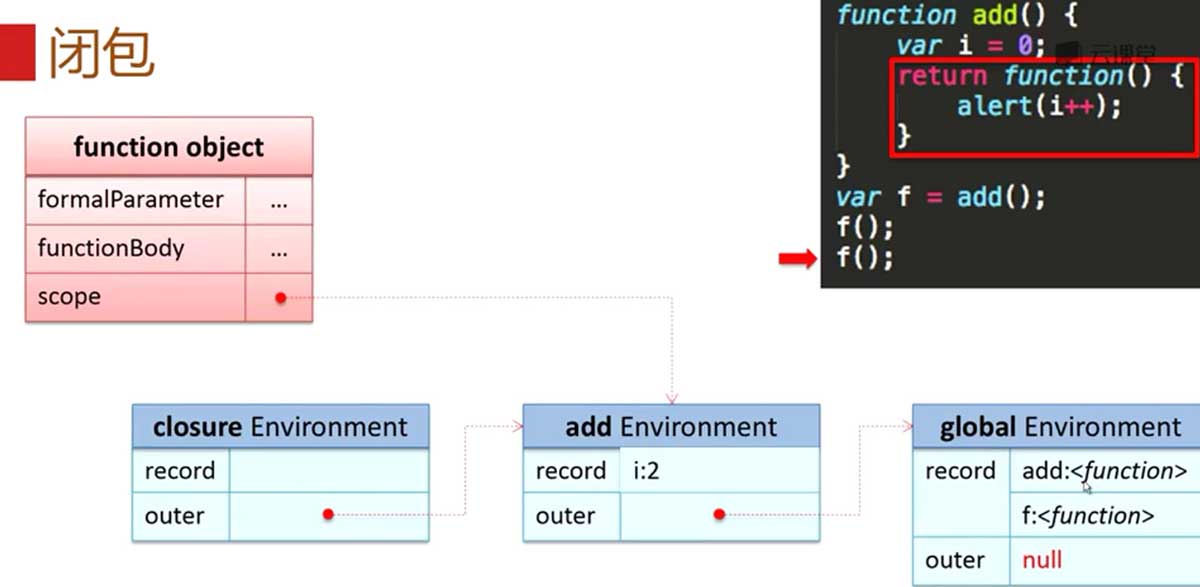 闭包
function add() {
var i = 0;
return function() {
alert(i++);
}
}
var f = add();
f();
f();
云课堂
function object
formalParameter ...
functionBody ...
scope
closure Environment
record
outer
add Environment
record i:2
outer
global Environment
record add:<function>
f:<function>
outer null